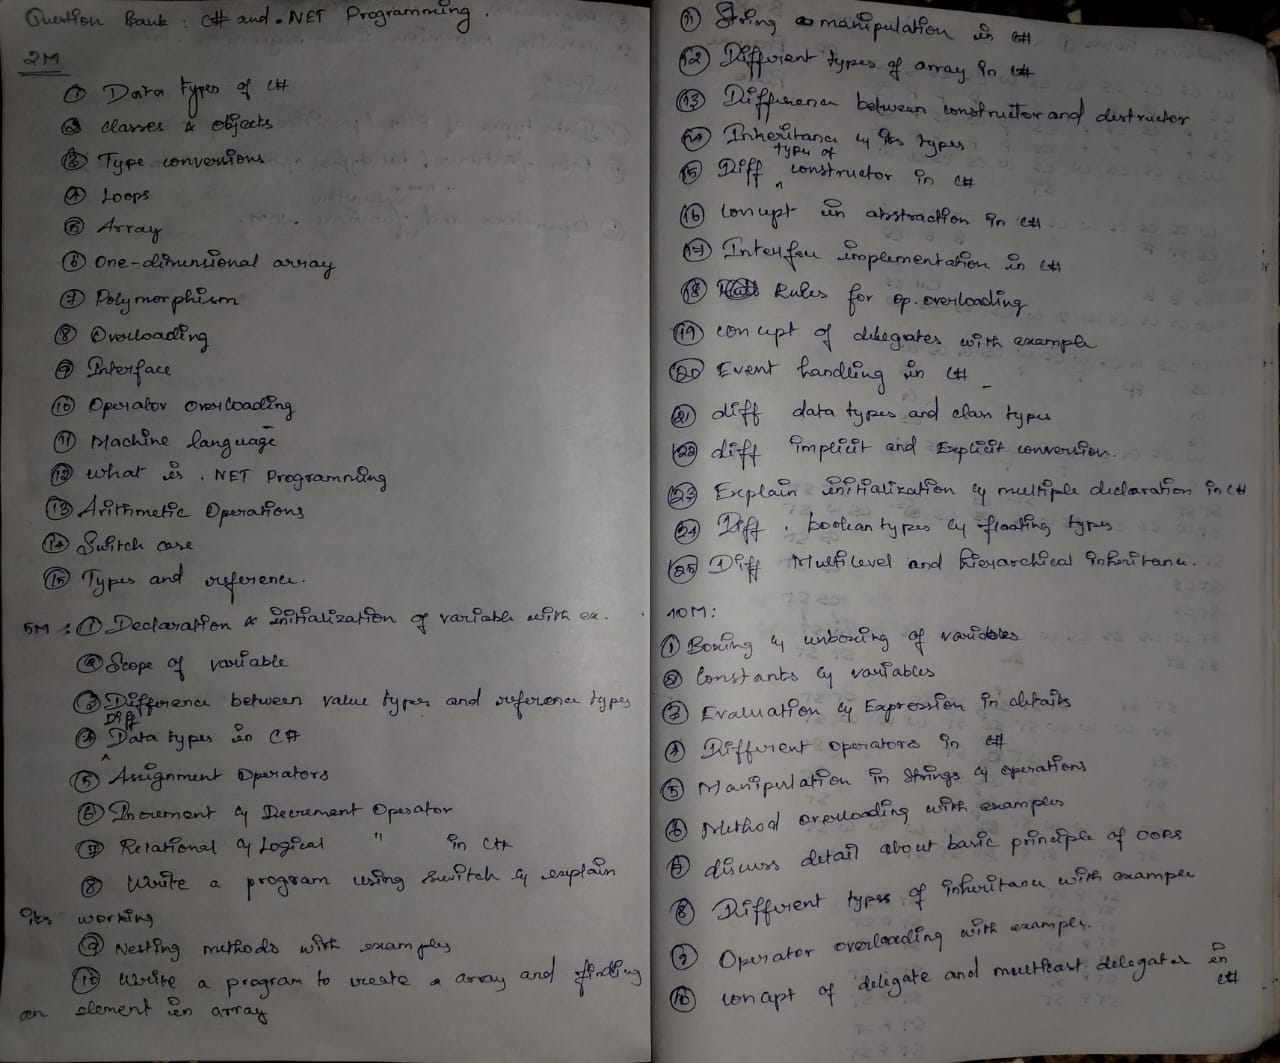 Question Bank : C# and .NET Programming.
2M
① Data types of C#
② classes & objects
③ Type conversions
④ Loops
⑤ Array
⑥ One-dimensional array
⑦ Polymorphism
⑧ Overloading
⑨ Interface
⑩ Operator Overloading
⑪ Machine language
⑫ What is .NET Programming
⑬ Arithmetic Operations
⑭ Switch case
⑮ Types and reference.
5M : ① Declaration & initialization of variable with ex.
② Scope of variable
③ Difference between value types and reference types
④ Diff Data types in C#
⑤ Assignment Operators
⑥ Increment & Decrement Operator
⑦ Relational & Logical " in C#
⑧ Write a program using Switch & explain
its working
⑨ Nesting methods with examples
⑩ Write a program to create a array and finding
an element in array
⑪ String manipulation in C#
⑫ Different types of array in C#
⑬ Difference between constructor and distructor
⑭ Inheritance & its types
⑮ Diff type of constructor in C#
⑯ Concept in abstraction in C#.
⑰ Interface implementation in C#
⑱ Rules for op. overloading
⑲ concept of delegates with example
⑳ Event handling in C#
㉑ diff data types and class types
㉒ diff implicit and Explicit conversion.
㉓ Explain initialization & multiple declaration in C#
㉔ Diff . boolean types & floating types
㉕ Diff Multilevel and hierarchical inheritance.
10M:
① Boxing & unboxing of variables
② Constants & variables
③ Evaluation & Expression in details
④ Different Operators in C#
⑤ Manipulation in Strings & operations
⑥ Method overloading with examples
⑦ discuss detail about basic principle of OOPS
⑧ Different types of inheritance with example
⑨ Operator overloading with examples.
⑩ concept of delegate and multicast delegates in
C#